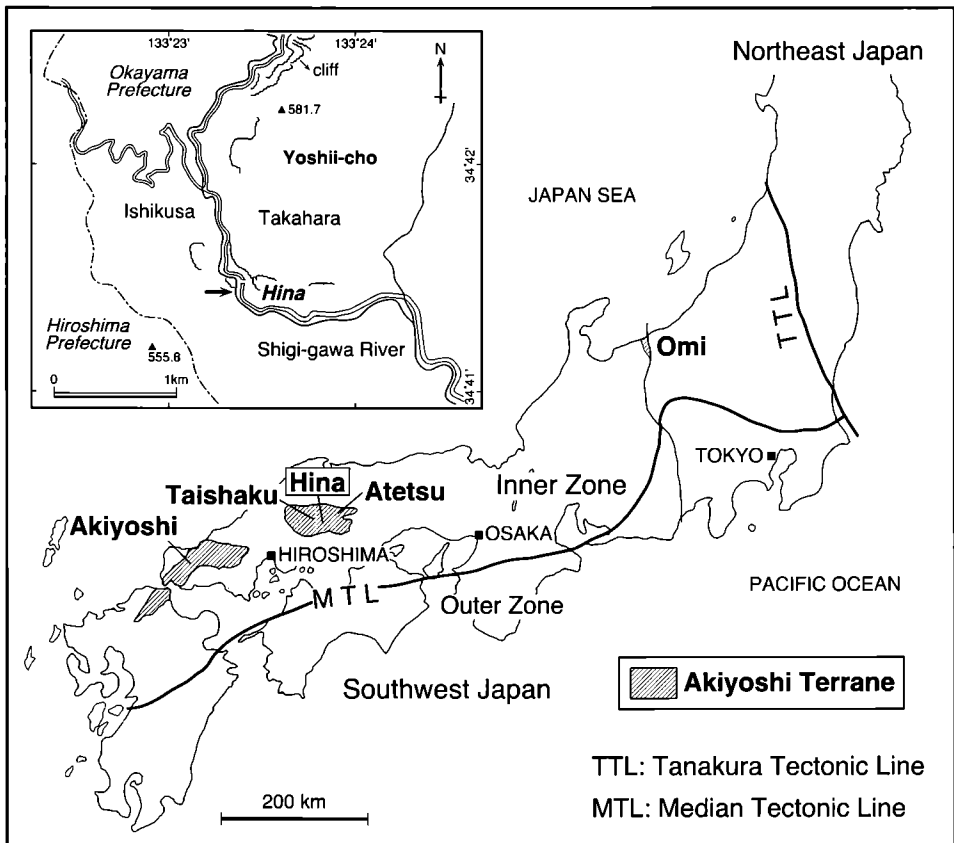 133°23'
133°24'
N
Okayama
Prefecture
cliff
▲581.7
Yoshii-cho
34°42'
Ishikusa
Takahara
Hina
Hiroshima
Prefecture
▲
555.6
Shigi-gawa River
0 1km
34°41'
Northeast Japan
JAPAN SEA
TTL
Omi
TOKYO
Hina
Taishaku
Atetsu
Inner Zone
Akiyoshi
OSAKA
HIROSHIMA
MTL
Outer Zone
PACIFIC OCEAN
Southwest Japan
Akiyoshi Terrane
200 km
TTL: Tanakura Tectonic Line
MTL: Median Tectonic Line